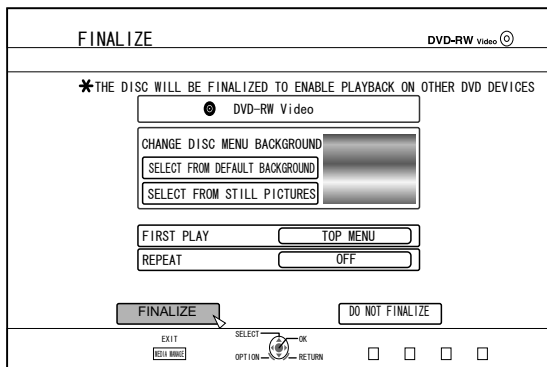 FINALIZE
DVD-RW Video
*THE DISC WILL BE FINALIZED TO ENABLE PLAYBACK ON OTHER DVD DEVICES
DVD-RW Video
CHANGE DISC MENU BACKGROUND
SELECT FROM DEFAULT BACKGROUND
SELECT FROM STILL PICTURES
FIRST PLAY TOP MENU
REPEAT OFF
FINALIZE DO NOT FINALIZE
EXIT SELECT OK
MEDIA MANAGE OPTION RETURN